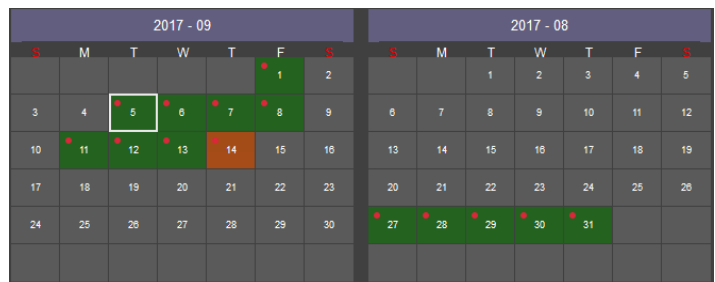 2017 - 09
S M T W T F S
1 2
3 4 5 6 7 8 9
10 11 12 13 14 15 16
17 18 19 20 21 22 23
24 25 26 27 28 29 30
2017 - 08
S M T W T F S
1 2 3 4 5
6 7 8 9 10 11 12
13 14 15 16 17 18 19
20 21 22 23 24 25 26
27 28 29 30 31